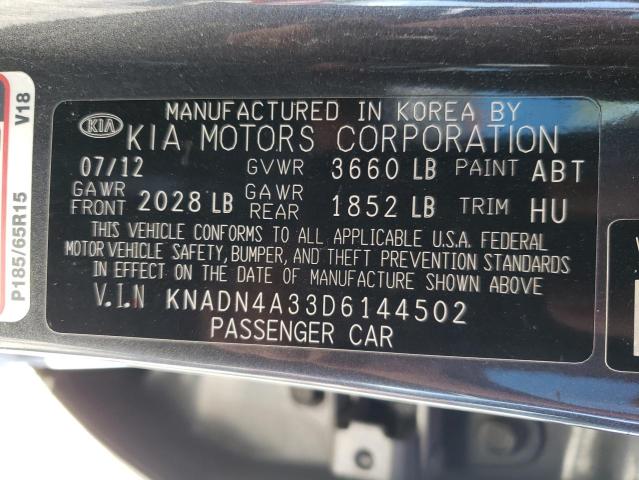 MANUFACTURED IN KOREA BY
KIA KIA MOTORS CORPORATION
07/12 GVWR 3660 LB PAINT ABT
GAWR FRONT 2028 LB GAWR REAR 1852 LB TRIM HU
THIS VEHICLE CONFORMS TO ALL APPLICABLE U.S.A. FEDERAL
MOTOR VEHICLE SAFETY, BUMPER, AND THEFT PREVENTION STANDARDS
IN EFFECT ON THE DATE OF MANUFACTURE SHOWN ABOVE
V.I.N KNADN4A33D6144502
PASSENGER CAR
P185/65R15 V18